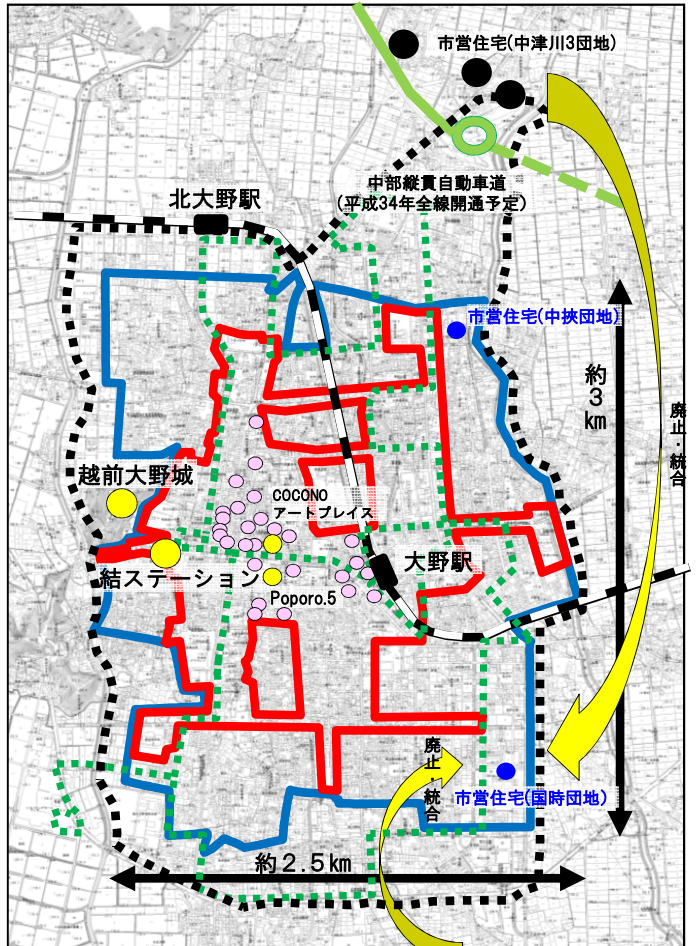 市営住宅(中津川3団地)
中部縦貫自動車道
(平成34年全線開通予定)
北大野駅
市営住宅(中挾団地)
約3km
廃止・統合
越前大野城
COCONO
アートプレイス
大野駅
結ステーション
Poporo.5
廃止・統合
市営住宅(国時団地)
約2.5km